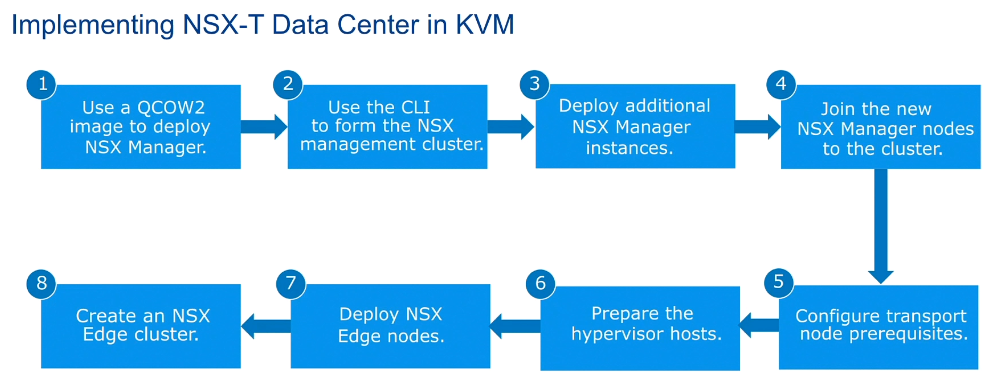 Implementing NSX-T Data Center in KVM
1
Use a QCOW2
image to deploy
NSX Manager.
2
Use the CLI
to form the NSX
management cluster.
3
Deploy additional
NSX Manager
instances.
4
Join the new
NSX Manager nodes
to the cluster.
5
Configure transport
node prerequisites.
6
Prepare the
hypervisor hosts.
7
Deploy NSX
Edge nodes.
8
Create an NSX
Edge cluster.